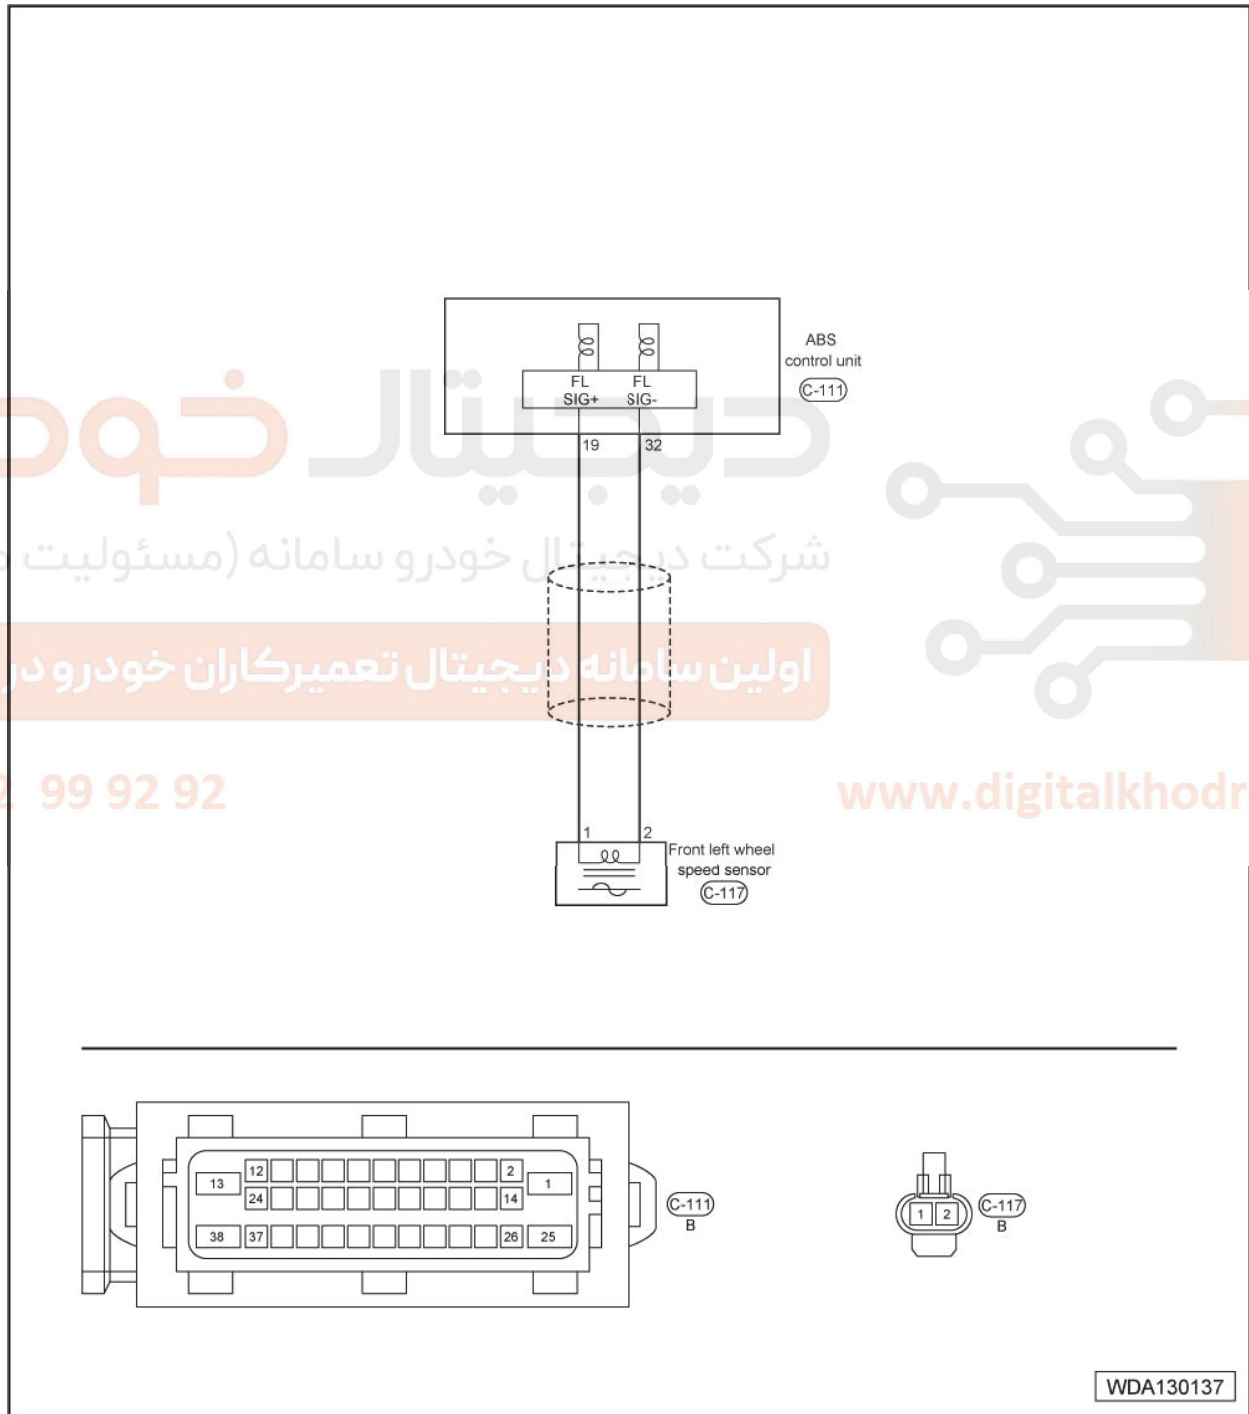 ABS
control unit
C-111
FL FL
SIG+ SIG-
19 32
دیجیتال خود
شرکت دیجیتال خودرو سامانه (مسئولیت
اولین سامانه دیجیتال تعمیرکاران خودرو در
99 92 92
www.digitalkhodr
1 2
Front left wheel
speed sensor
C-117
12 2
13 1
24 14
38 37 26 25
C-111
B
1 2
C-117
B
WDA130137